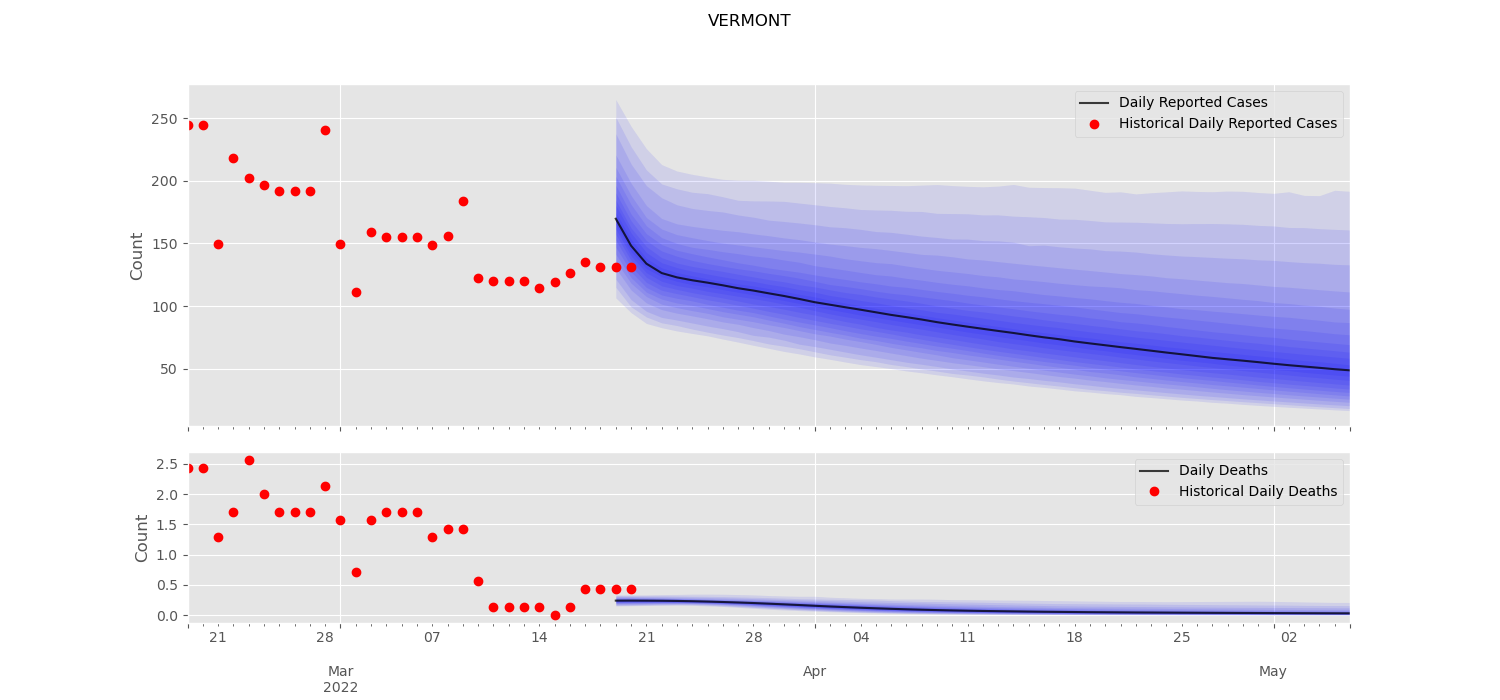 VERMONT
Daily Reported Cases
Historical Daily Reported Cases
250
200
150
100
50
Count
Daily Deaths
Historical Daily Deaths
2.5
2.0
1.5
1.0
0.5
0.0
Count
21 28 07 14 21 28 04 11 18 25 02
Mar Apr May
2022